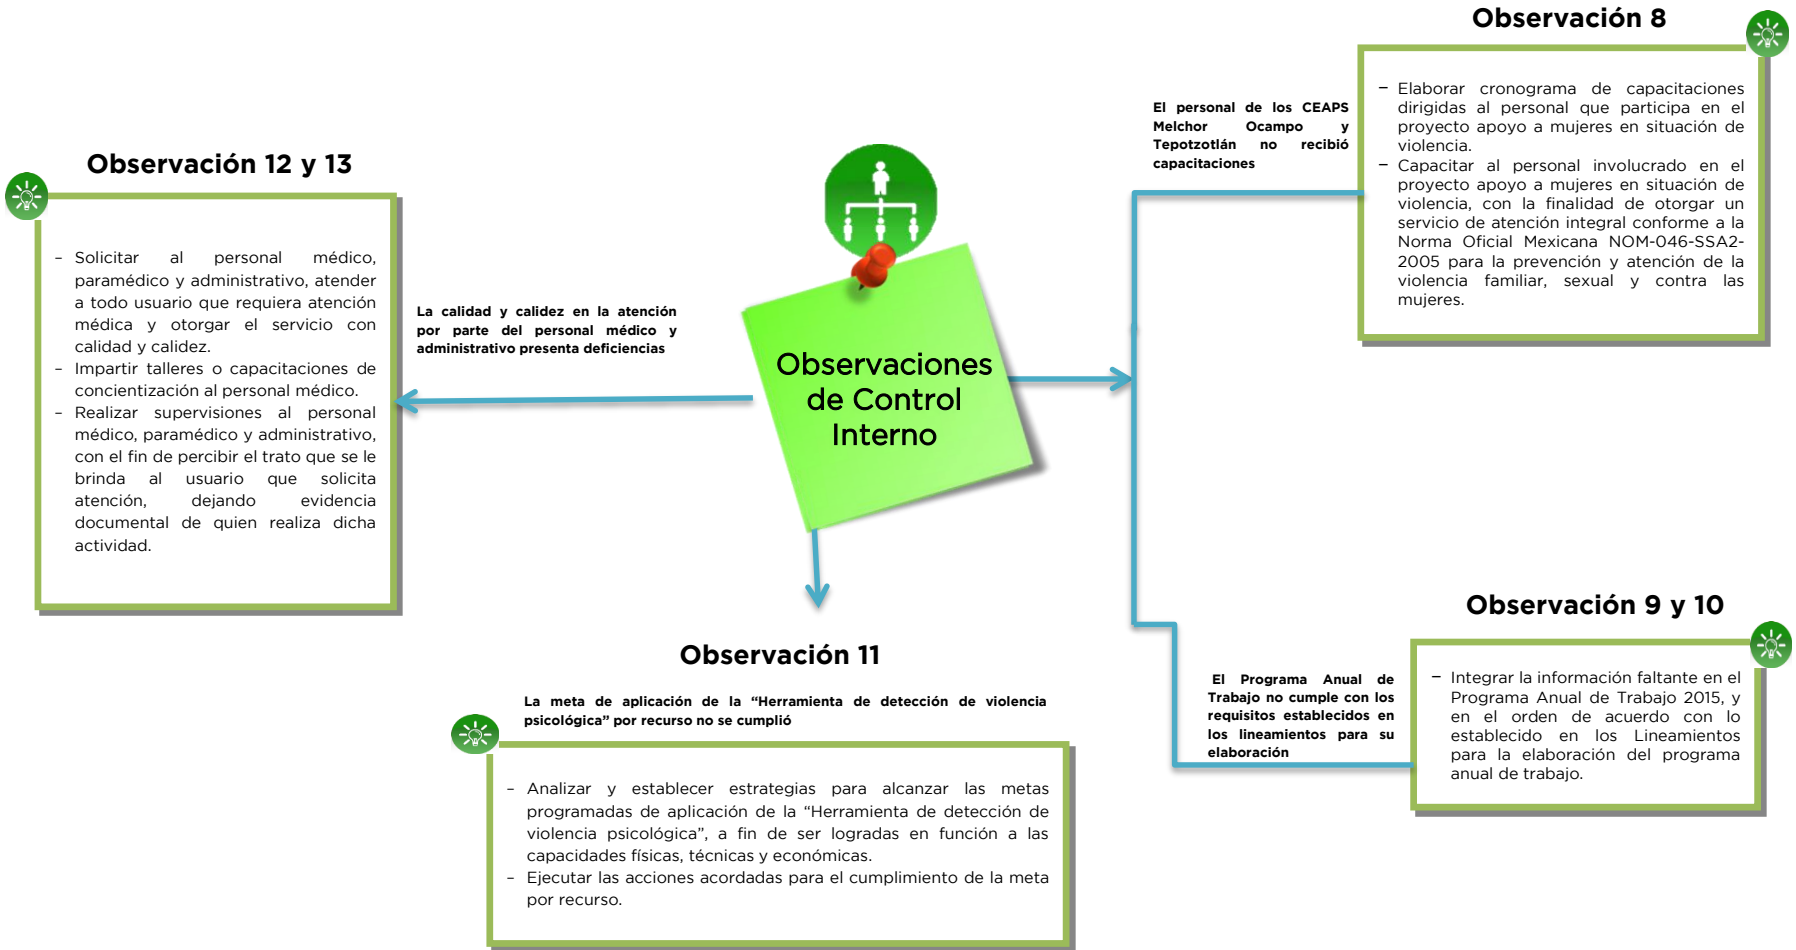 Observación 8
El personal de los CEAPS
Melchor Ocampo y
Tepotzotlán no recibió
capacitaciones
– Elaborar cronograma de capacitaciones
dirigidas al personal que participa en el
proyecto apoyo a mujeres en situación de
violencia.
– Capacitar al personal involucrado en el
proyecto apoyo a mujeres en situación de
violencia, con la finalidad de otorgar un
servicio de atención integral conforme a la
Norma Oficial Mexicana NOM-046-SSA2-
2005 para la prevención y atención de la
violencia familiar, sexual y contra las
mujeres.
Observación 12 y 13
– Solicitar al personal médico,
paramédico y administrativo, atender
a todo usuario que requiera atención
médica y otorgar el servicio con
calidad y calidez.
– Impartir talleres o capacitaciones de
concientización al personal médico.
– Realizar supervisiones al personal
médico, paramédico y administrativo,
con el fin de percibir el trato que se le
brinda al usuario que solicita
atención, dejando evidencia
documental de quien realiza dicha
actividad.
La calidad y calidez en la atención
por parte del personal médico y
administrativo presenta deficiencias
Observaciones
de Control
Interno
Observación 9 y 10
El Programa Anual de
Trabajo no cumple con los
requisitos establecidos en
los lineamientos para su
elaboración
– Integrar la información faltante en el
Programa Anual de Trabajo 2015, y
en el orden de acuerdo con lo
establecido en los Lineamientos
para la elaboración del programa
anual de trabajo.
Observación 11
La meta de aplicación de la “Herramienta de detección de violencia
psicológica” por recurso no se cumplió
– Analizar y establecer estrategias para alcanzar las metas
programadas de aplicación de la “Herramienta de detección de
violencia psicológica”, a fin de ser logradas en función a las
capacidades físicas, técnicas y económicas.
– Ejecutar las acciones acordadas para el cumplimiento de la meta
por recurso.